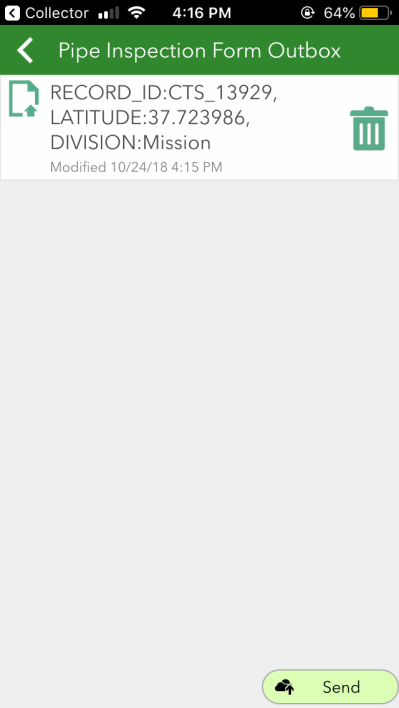 Collector 4:16 PM 64%
Pipe Inspection Form Outbox
RECORD_ID:CTS_13929,
LATITUDE:37.723986,
DIVISION:Mission
Modified 10/24/18 4:15 PM
Send